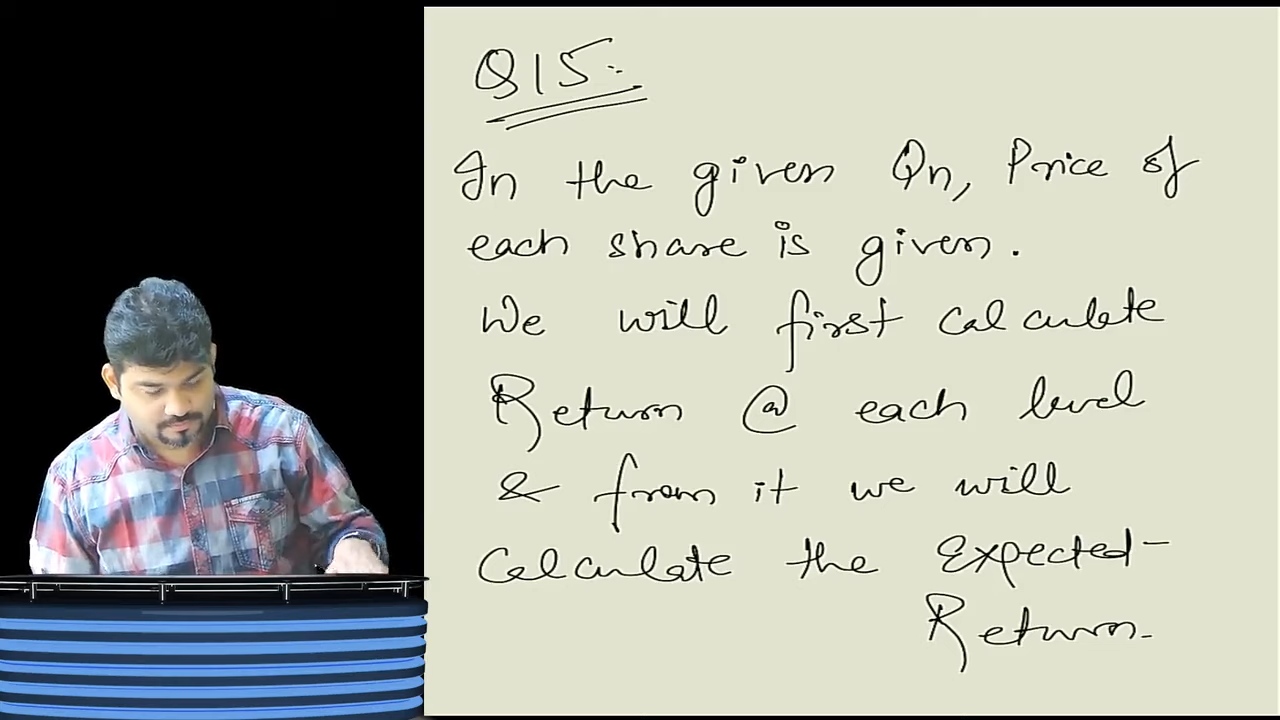 Q15:
In the given Qn, Price of
each share is given.
We will first calculate
Return @ each level
& from it we will
Calculate the Expected-
Return.